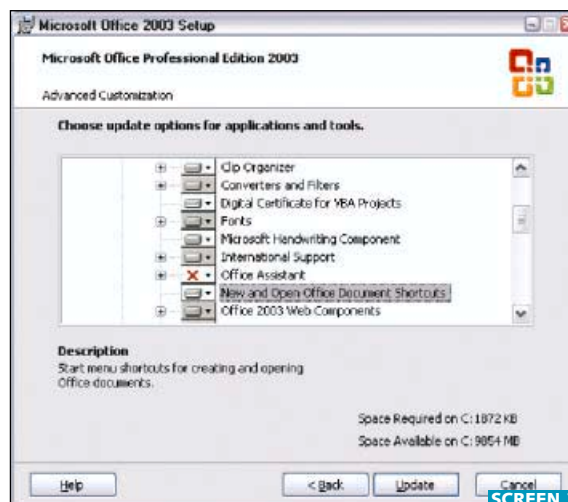 Microsoft Office 2003 Setup
Microsoft Office Professional Edition 2003
Advanced Customization
Choose update options for applications and tools.
Clip Organizer
Converters and Filters
Digital Certificate for VBA Projects
Fonts
Microsoft Handwriting Component
International Support
Office Assistant
New and Open Office Document Shortcuts
Office 2003 Web Components
Description
Start menu shortcuts for creating and opening
Office documents.
Space Required on C: 1872 KB
Space Available on C: 9854 MB
Help
< Back
Update
Cancel
SCREEN